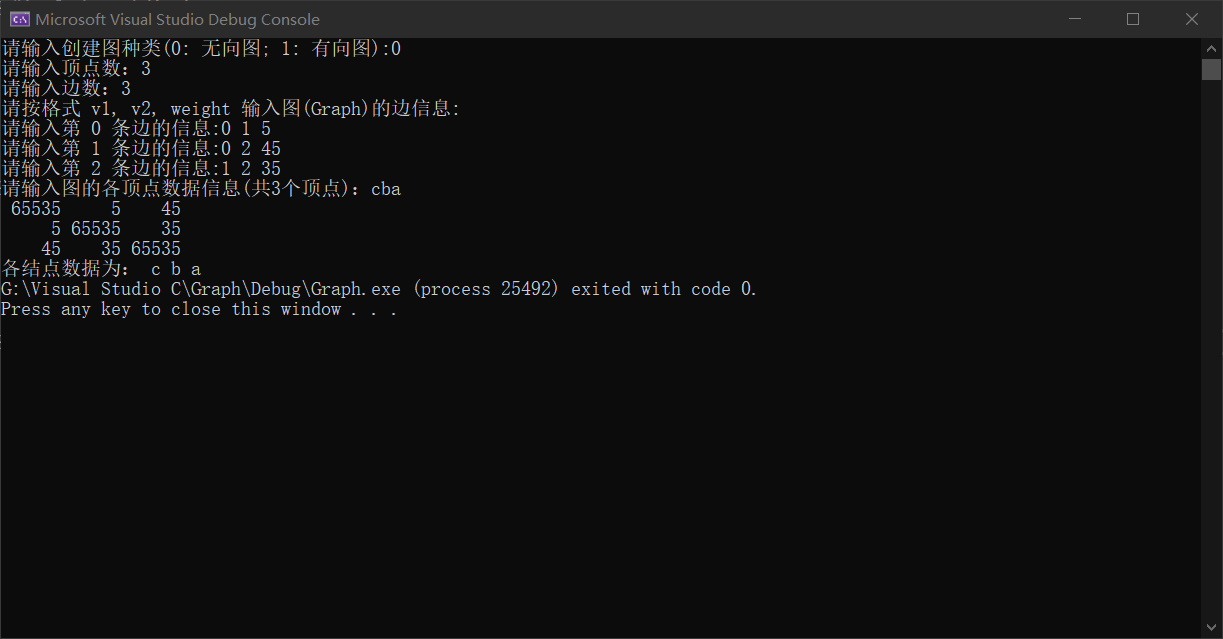 Microsoft Visual Studio Debug Console
请输入创建图种类(0: 无向图; 1: 有向图):0
请输入顶点数: 3
请输入边数: 3
请按格式 v1, v2, weight 输入图(Graph)的边信息:
请输入第 0 条边的信息:0 1 5
请输入第 1 条边的信息:0 2 45
请输入第 2 条边的信息:1 2 35
请输入图的各顶点数据信息(共3个顶点): cba
65535 5 45
5 65535 35
45 35 65535
各结点数据为: c b a
G:\Visual Studio C\Graph\Debug\Graph.exe (process 25492) exited with code 0.
Press any key to close this window . . .